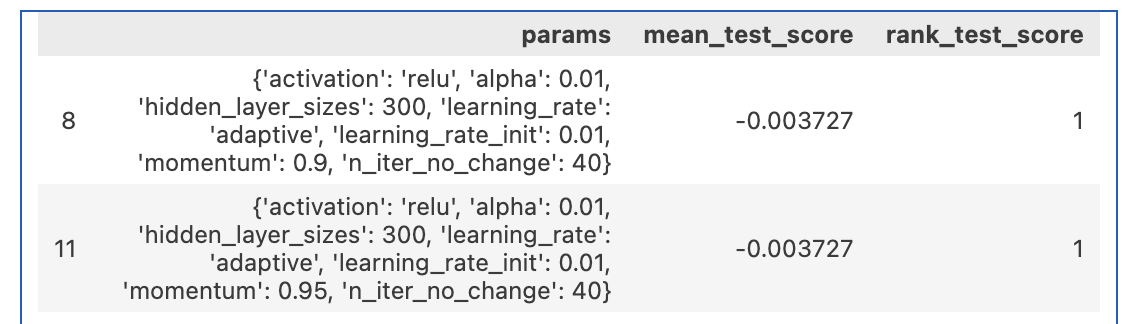 params mean_test_score rank_test_score
{'activation': 'relu', 'alpha': 0.01,
'hidden_layer_sizes': 300, 'learning_rate':
8 'adaptive', 'learning_rate_init': 0.01, -0.003727 1
'momentum': 0.9, 'n_iter_no_change': 40}
{'activation': 'relu', 'alpha': 0.01,
'hidden_layer_sizes': 300, 'learning_rate':
11 'adaptive', 'learning_rate_init': 0.01, -0.003727 1
'momentum': 0.95, 'n_iter_no_change': 40}